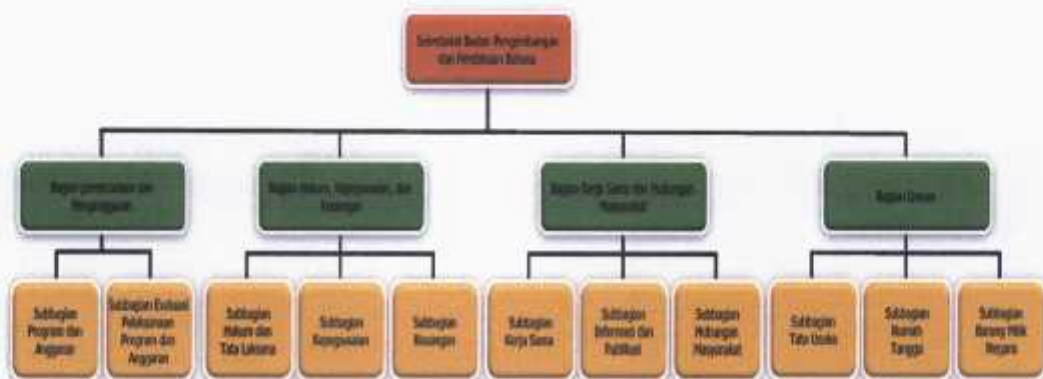 Sekretariat Badan Pengembangan
dan Pembinaan Bahasa
Bagian Perencanaan dan
Penganggaran
Bagian Hukum, Kepegawaian, dan
Keuangan
Bagian Kerja Sama dan Hubungan
Masyarakat
Bagian Umum
Subbagian
Program dan
Anggaran
Subbagian Evaluasi
Pelaksanaan
Program dan
Anggaran
Subbagian
Hukum dan
Tata Laksana
Subbagian
Kepegawaian
Subbagian
Keuangan
Subbagian
Kerja Sama
Subbagian
Informasi dan
Publikasi
Subbagian
Hubungan
Masyarakat
Subbagian
Tata Usaha
Subbagian
Rumah
Tangga
Subbagian
Barang Milik
Negara